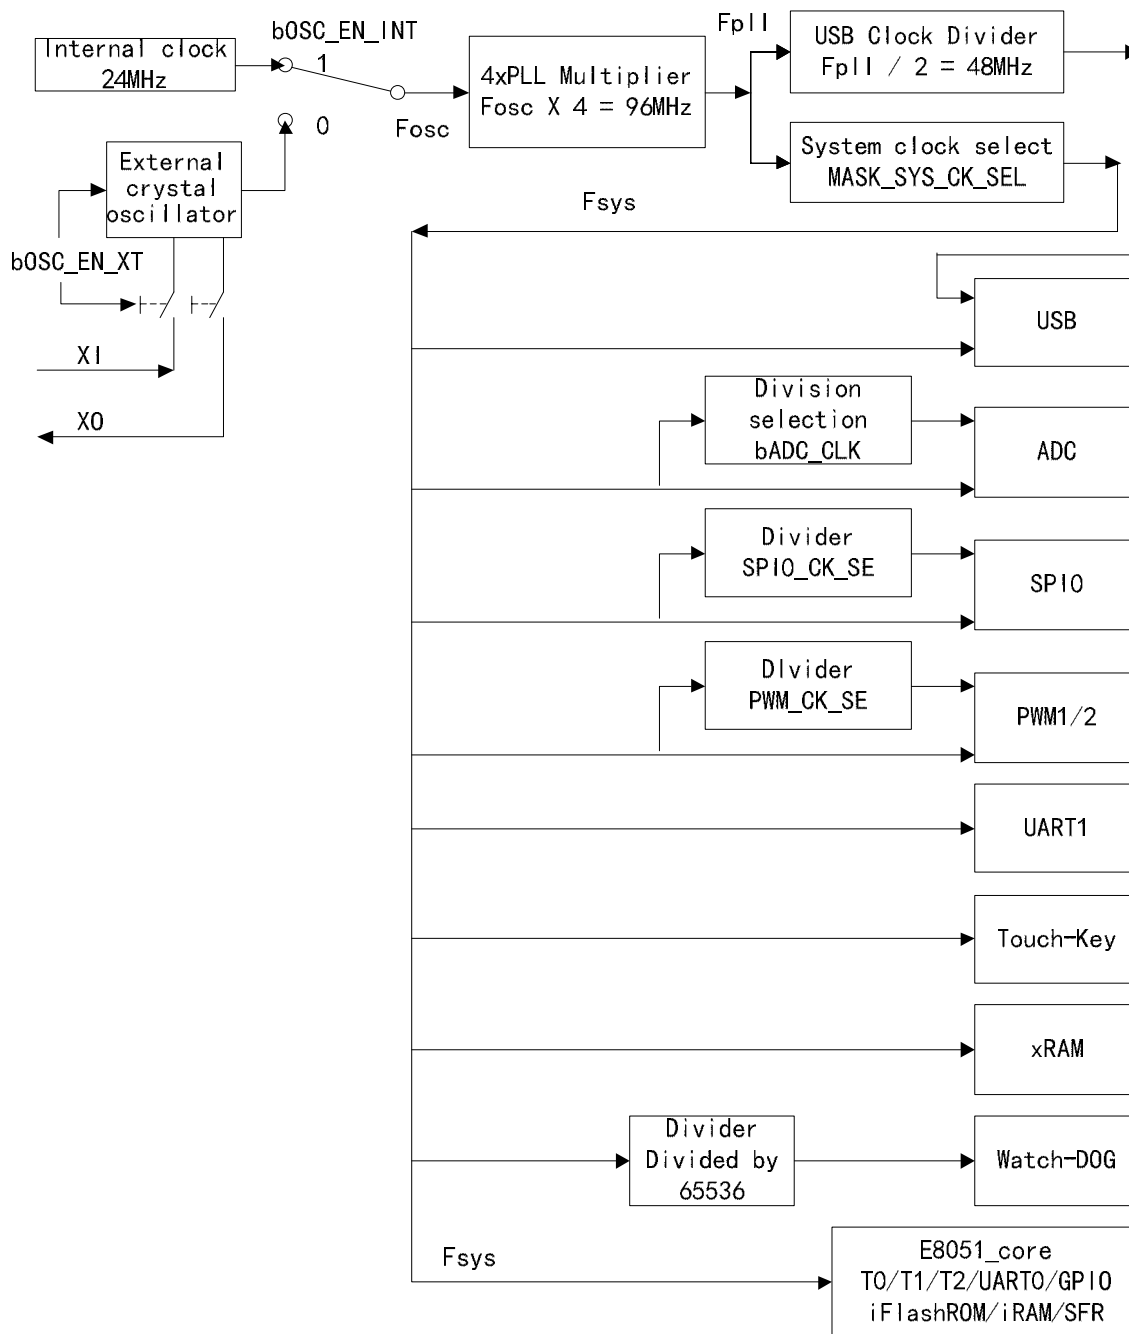 bOSC_EN_INT
Internal clock
24MHz
1
0
Fosc
4xPLL Multiplier
Fosc X 4 = 96MHz
Fpll
USB Clock Divider
Fpll / 2 = 48MHz
System clock select
MASK_SYS_CK_SEL
External
crystal
oscillator
bOSC_EN_XT
XI
XO
Fsys
USB
Division
selection
bADC_CLK
ADC
Divider
SPI0_CK_SE
SPI0
DIvider
PWM_CK_SE
PWM1/2
UART1
Touch-Key
xRAM
Divider
Divided by
65536
Watch-DOG
Fsys
E8051_core
T0/T1/T2/UART0/GPIO
iFlashROM/iRAM/SFR